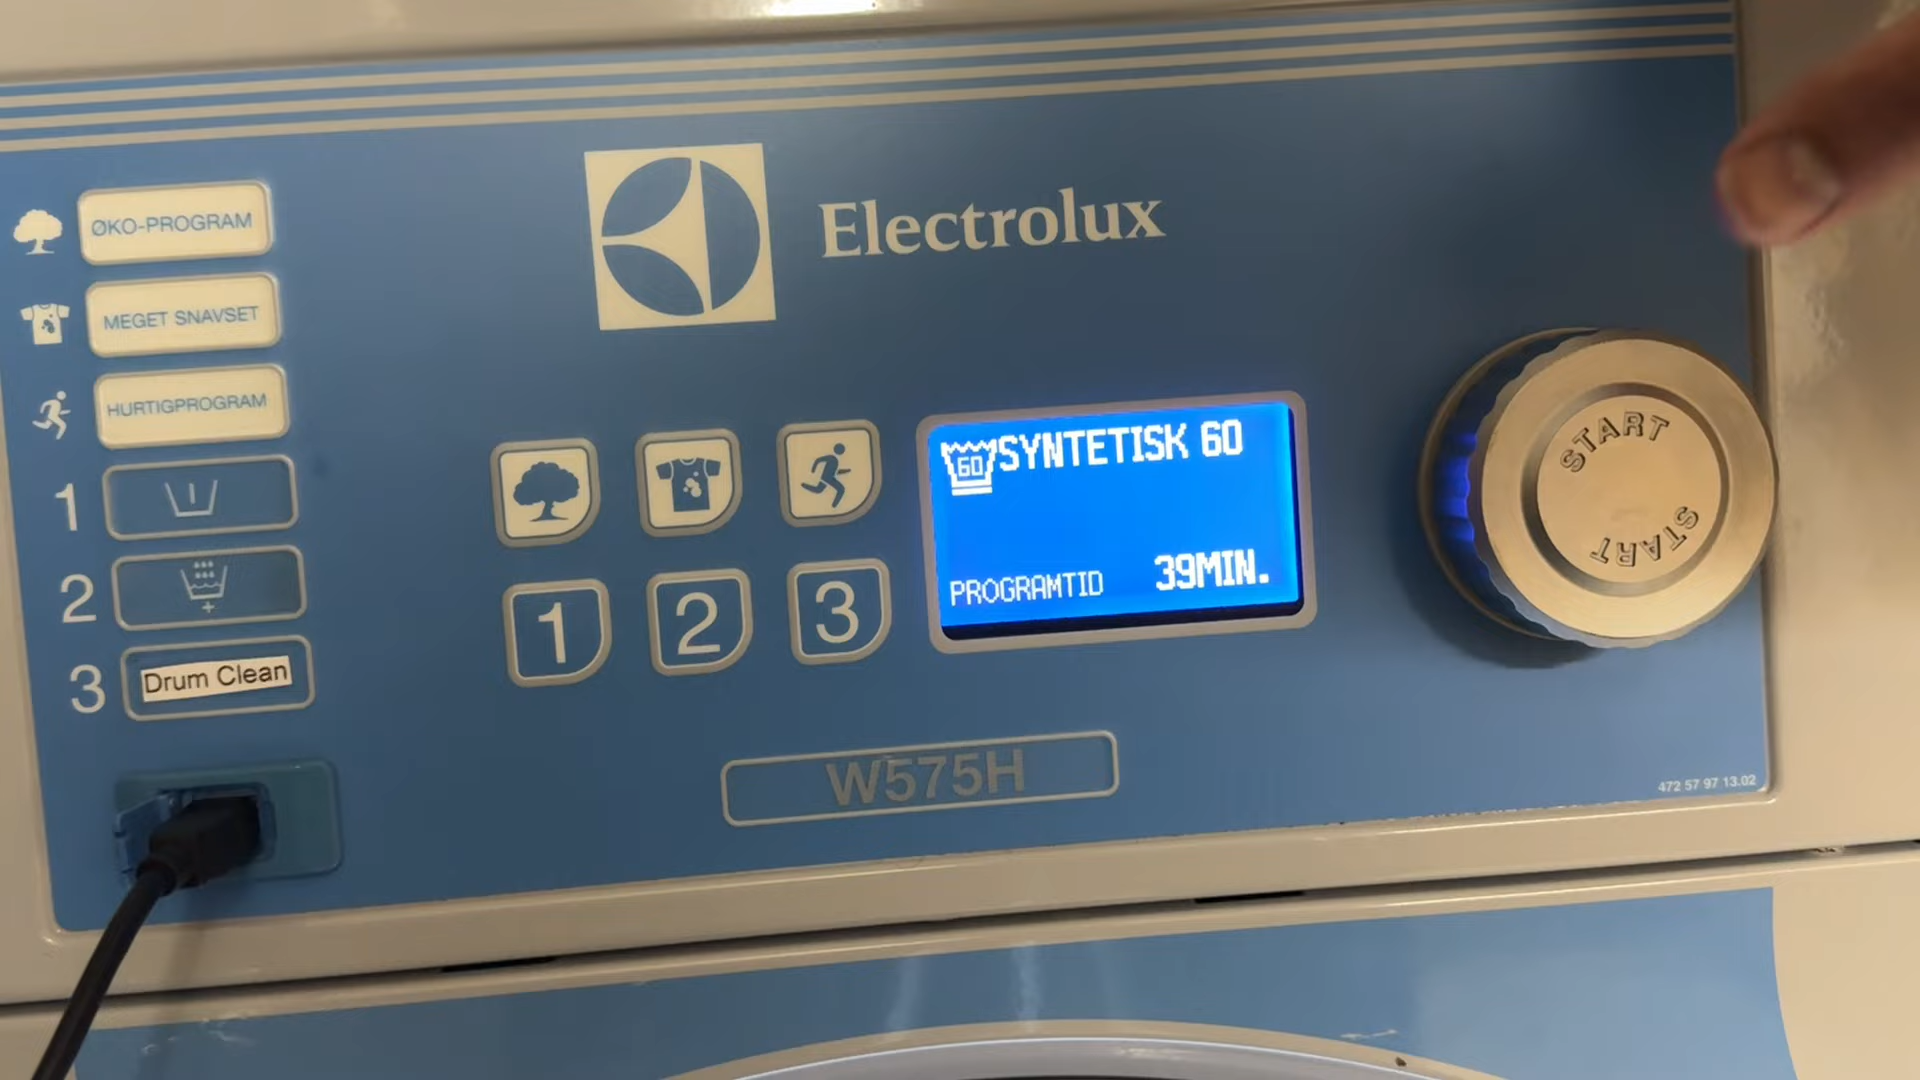 ØKO-PROGRAM
MEGET SNAVSET
HURTIGPROGRAM
1
2
3 Drum Clean
Electrolux
1 2 3
60 SYNTETISK 60
PROGRAMTID 39MIN.
START
START
W575H
472 57 97 13.02